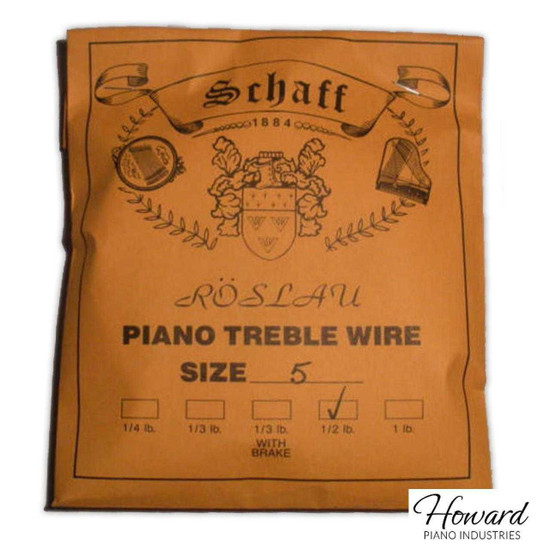 Schaff
1884
RÖSLAU
PIANO TREBLE WIRE
SIZE 5
1/4 lb. 1/3 lb. 1/3 lb. 1/2 lb. 1 lb.
WITH
BRAKE
Howard
PIANO INDUSTRIES